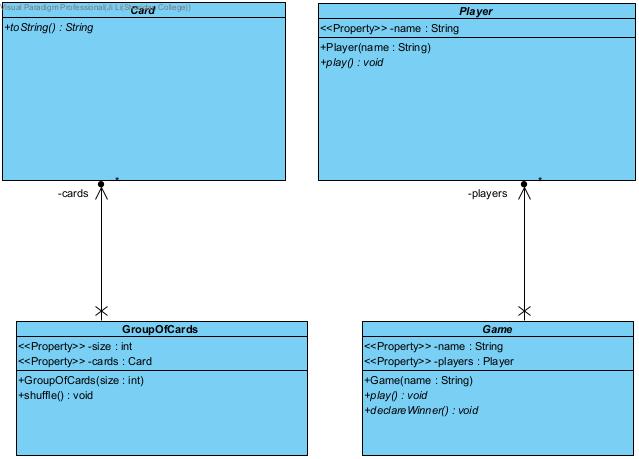 Visual Paradigm Professional(Ji Li(Sheridan College))
Card
+toString() : String
Player
<<Property>> -name : String
+Player(name : String)
+play() : void
*
-cards
*
-players
GroupOfCards
<<Property>> -size : int
<<Property>> -cards : Card
+GroupOfCards(size : int)
+shuffle() : void
Game
<<Property>> -name : String
<<Property>> -players : Player
+Game(name : String)
+play() : void
+declareWinner() : void